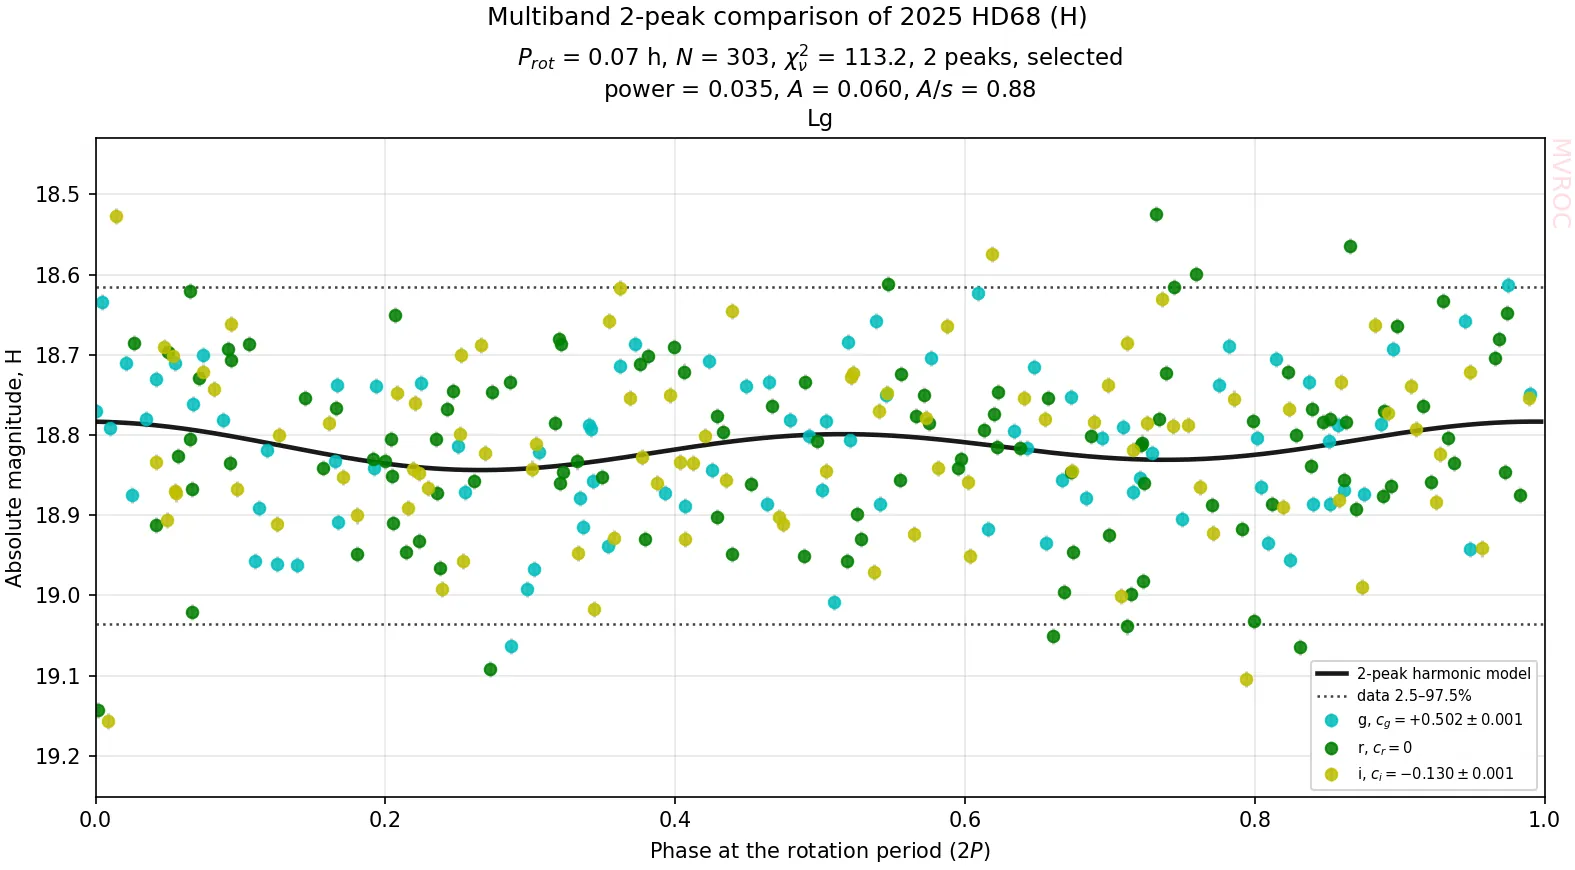 Multiband 2-peak comparison of 2025 HD68 (H)
P_rot = 0.07 h, N = 303, χ²_ν = 113.2, 2 peaks, selected
power = 0.035, A = 0.060, A/s = 0.88
Lg
MVROC
18.5
18.6
18.7
18.8
18.9
19.0
19.1
19.2
Absolute magnitude, H
2-peak harmonic model
data 2.5–97.5%
g, c_g = +0.502 ± 0.001
r, c_r = 0
i, c_i = −0.130 ± 0.001
0.0 0.2 0.4 0.6 0.8 1.0
Phase at the rotation period (2P)